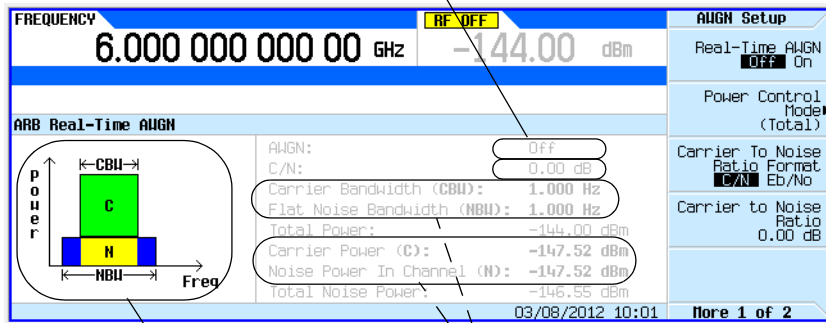 FREQUENCY
RF OFF
6.000 000 000 00 GHz
-144.00 dBm
ARB Real-Time AWGN
Power
CBW
C
N
NBW
Freq
AWGN: Off
C/N: 0.00 dB
Carrier Bandwidth (CBW): 1.000 Hz
Flat Noise Bandwidth (NBW): 1.000 Hz
Total Power: -144.00 dBm
Carrier Power (C): -147.52 dBm
Noise Power In Channel (N): -147.52 dBm
Total Noise Power: -146.55 dBm
03/08/2012 10:01
AWGN Setup
Real-Time AWGN
Off On
Power Control
Mode
(Total)
Carrier To Noise
Ratio Format
C/N Eb/No
Carrier to Noise
Ratio
0.00 dB
More 1 of 2